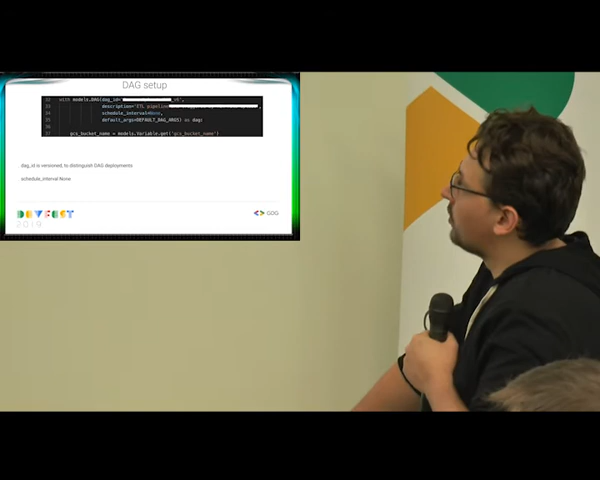 DAG setup
32 with models.DAG(dag_id='
33 description="ETL pipeline
34 schedule_interval=None,
35 default_args=DEFAULT_DAG_ARGS) as dag:
36
37 gcs_bucket_name = models.Variable.get('gcs_bucket_name')
dag_id is versioned, to distinguish DAG deployments
schedule_interval None
DEVFEST
2019
GDG